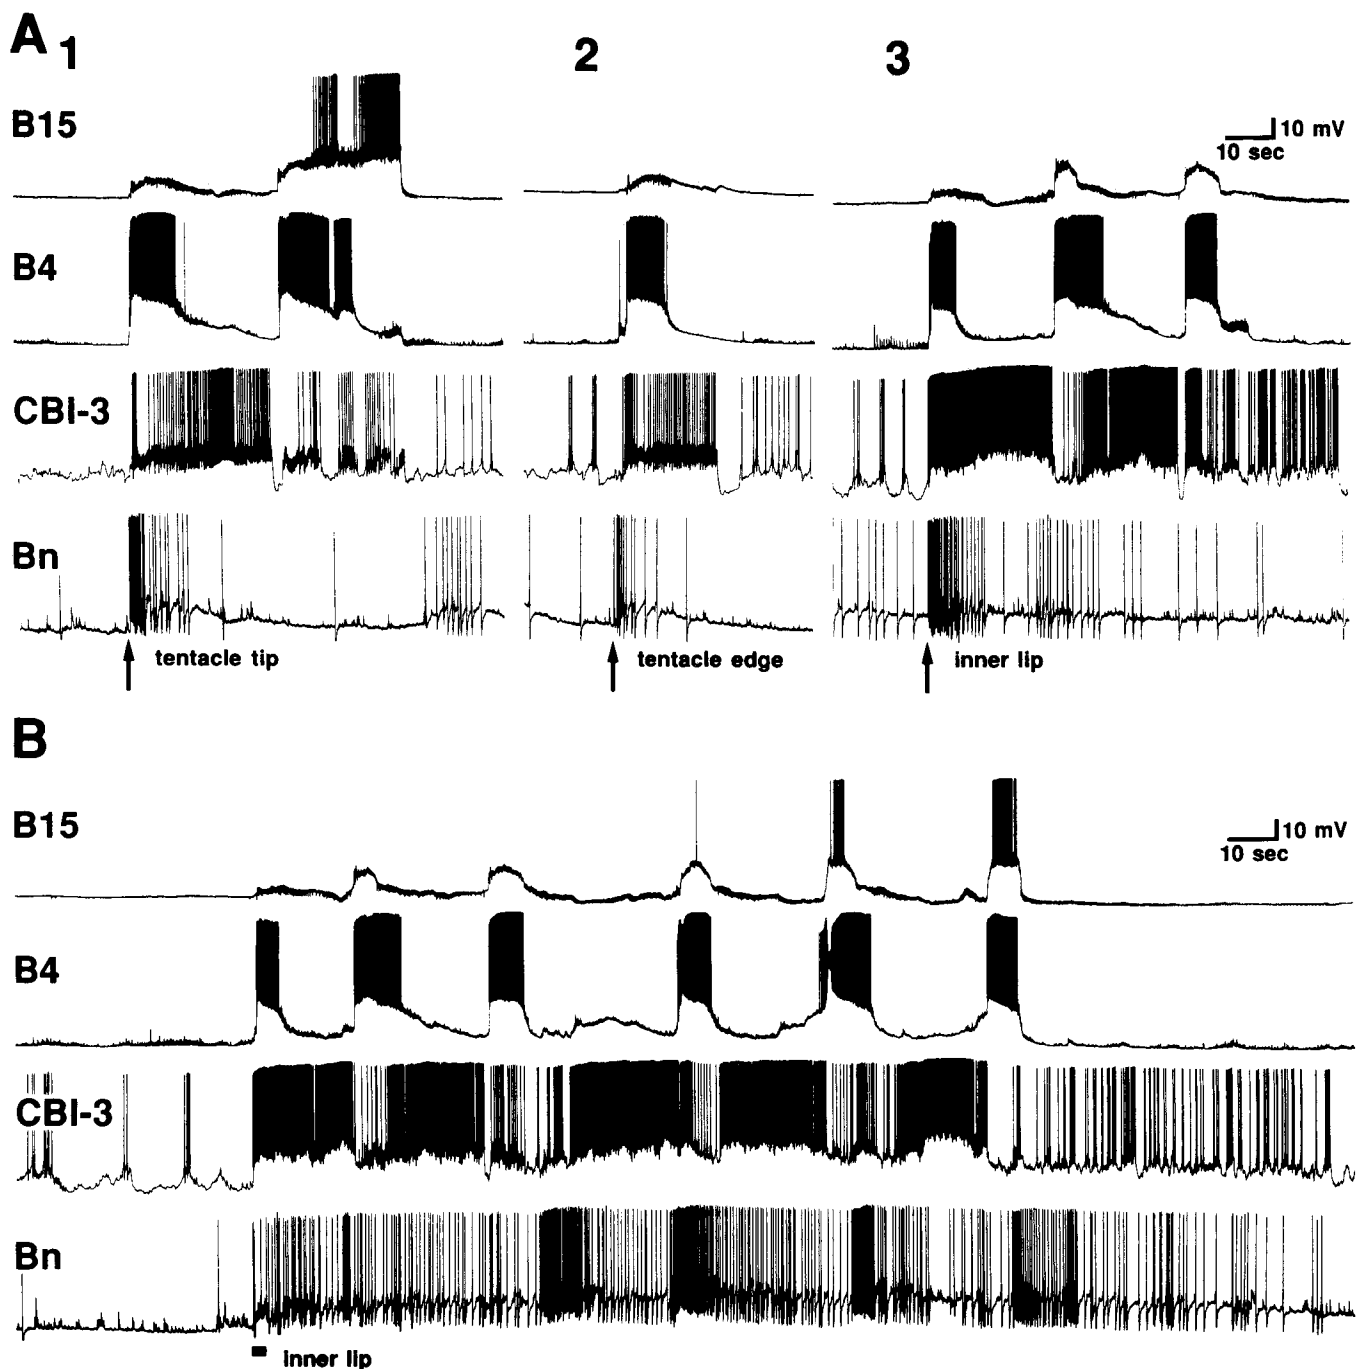 A 1
2
3
B15
10 mV
10 sec
B4
CBI-3
Bn
tentacle tip
tentacle edge
inner lip
B
B15
10 mV
10 sec
B4
CBI-3
Bn
inner lip